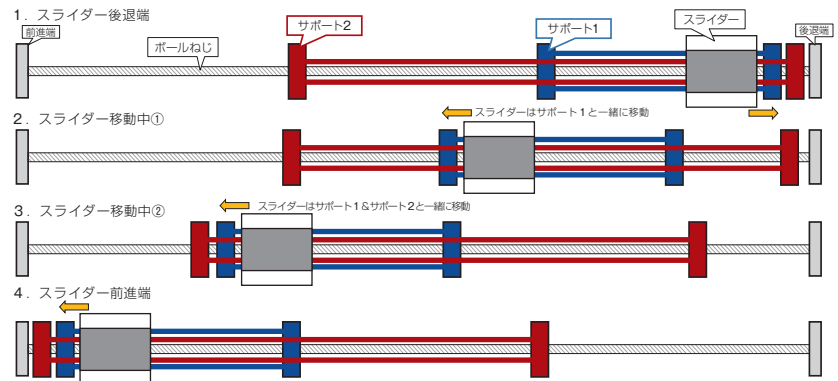 1．スライダー後退端
前進端
ボールねじ
サポート2
サポート1
スライダー
後退端
スライダーはサポート1と一緒に移動
2．スライダー移動中①
スライダーはサポート1＆サポート2と一緒に移動
3．スライダー移動中②
4．スライダー前進端